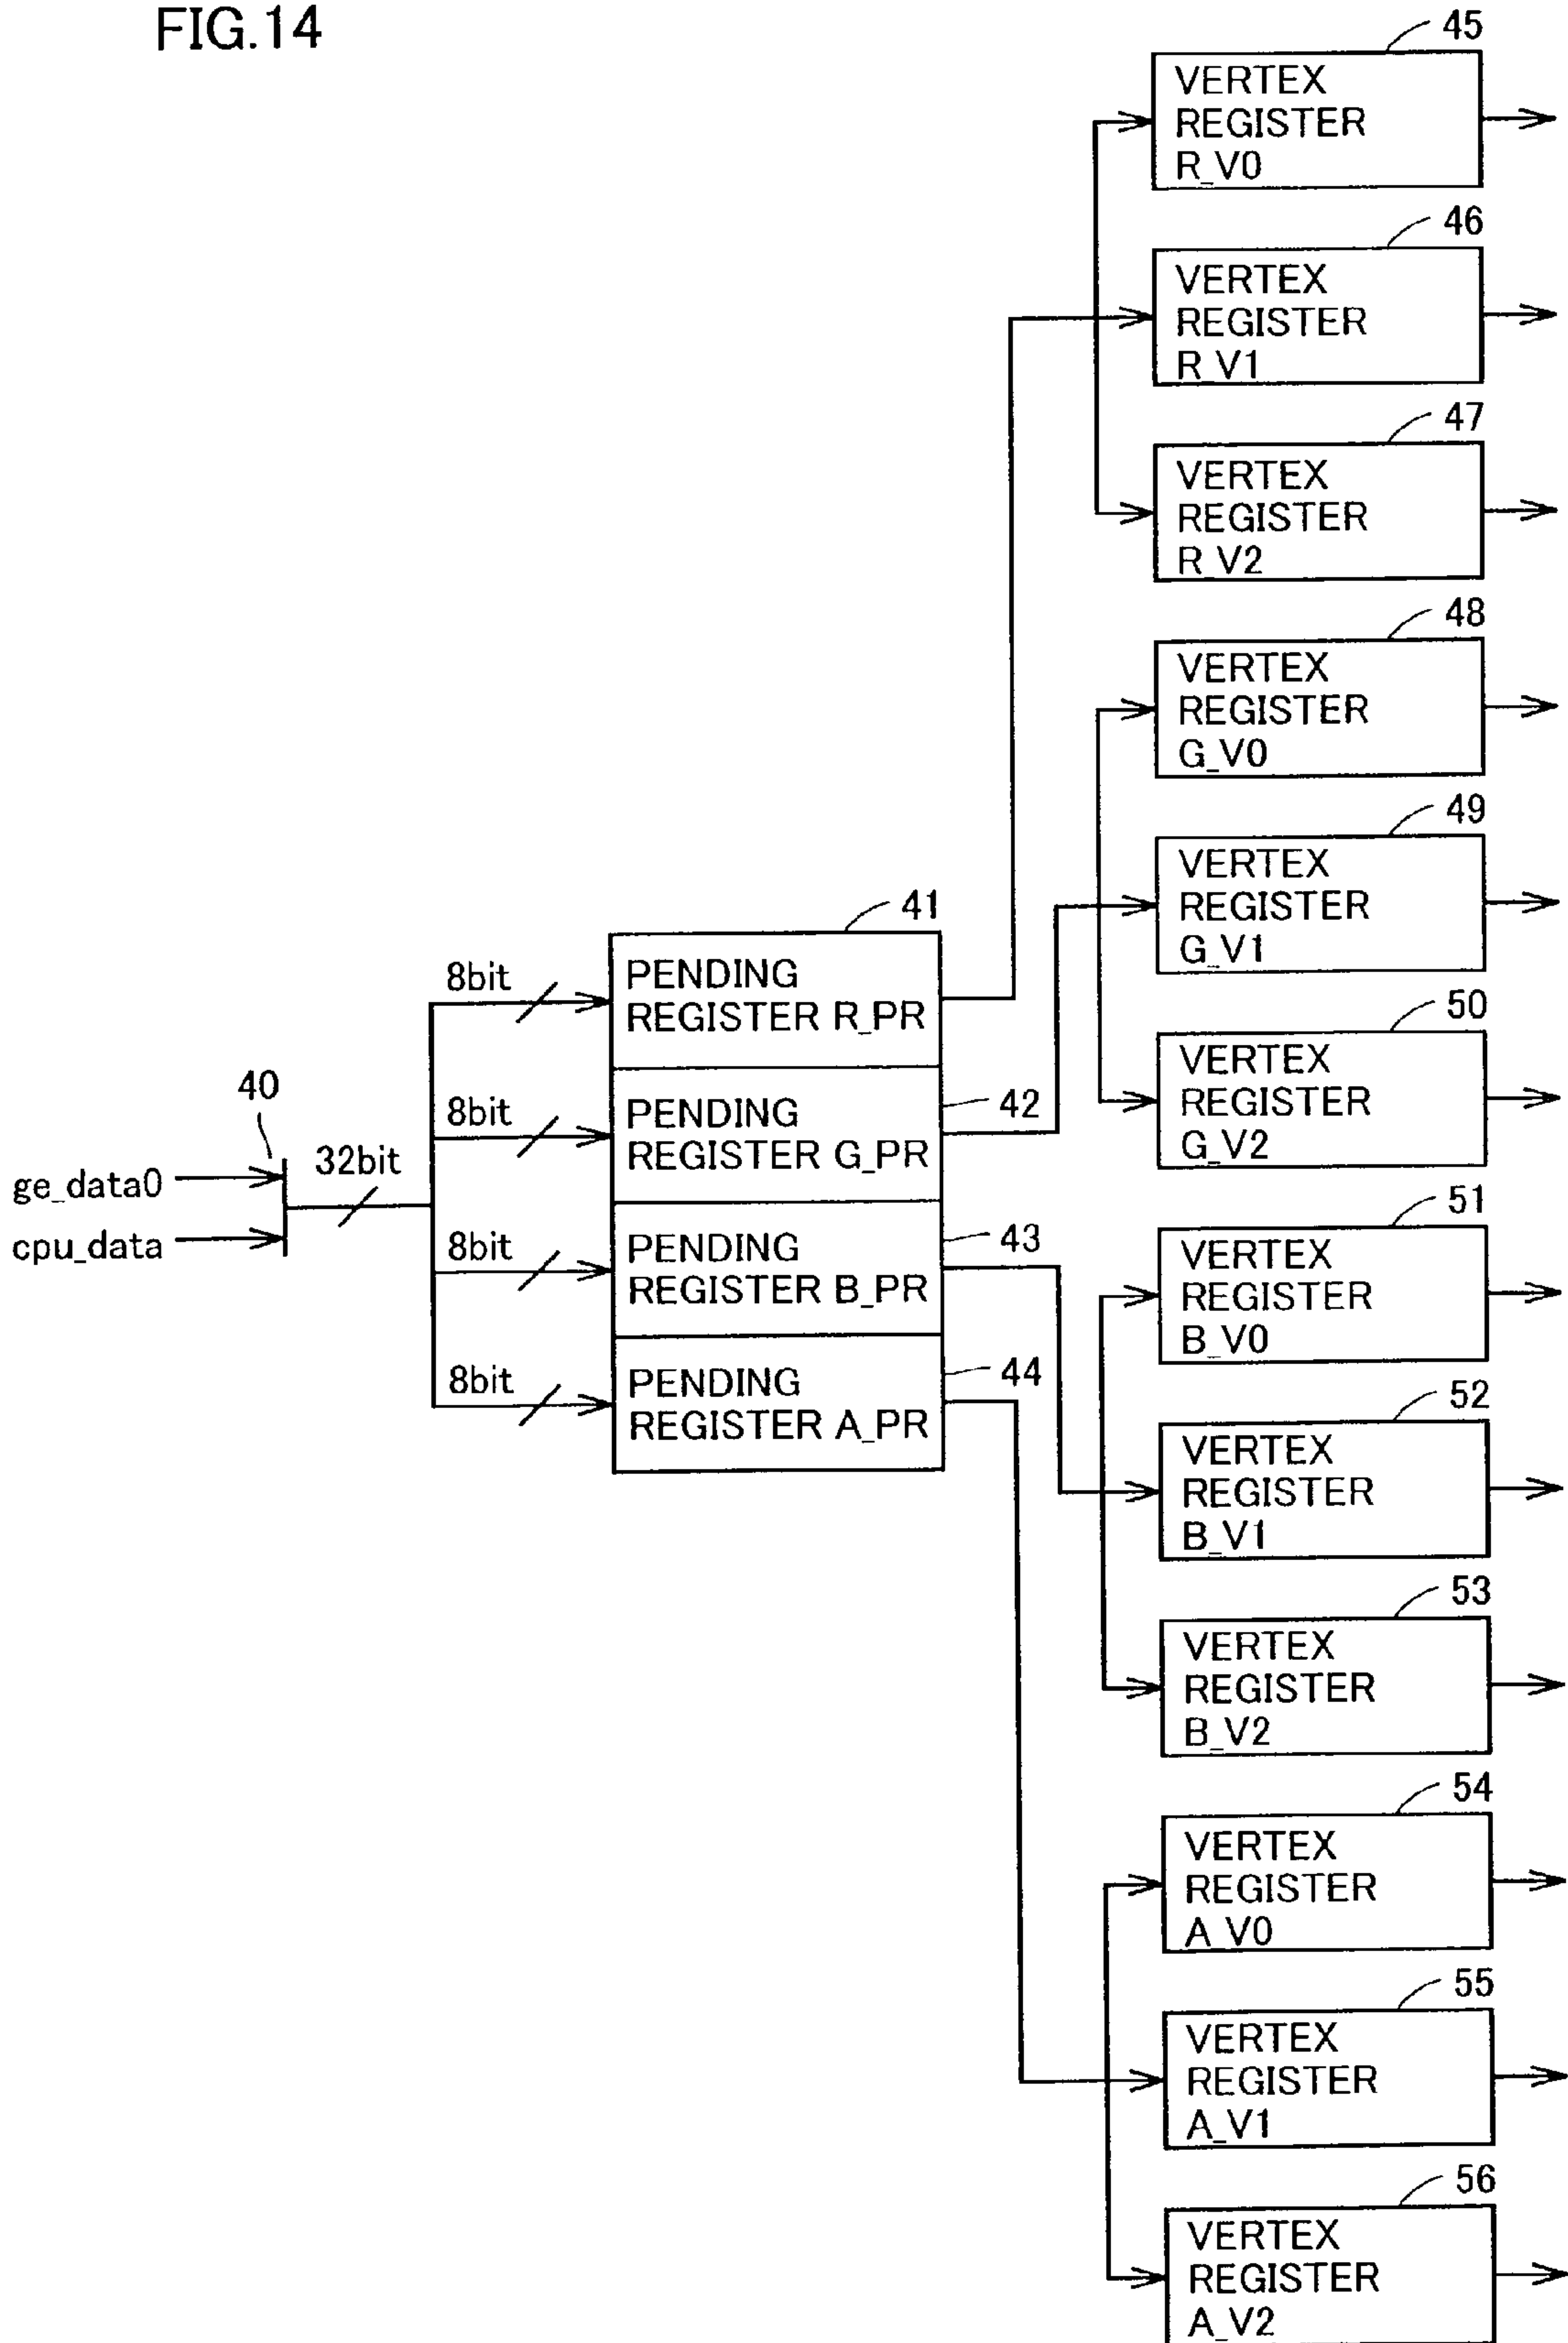 FIG.14
45
VERTEX
REGISTER
R_V0
46
VERTEX
REGISTER
R_V1
47
VERTEX
REGISTER
R_V2
48
VERTEX
REGISTER
G_V0
49
VERTEX
REGISTER
G_V1
50
VERTEX
REGISTER
G_V2
51
VERTEX
REGISTER
B_V0
52
VERTEX
REGISTER
B_V1
53
VERTEX
REGISTER
B_V2
54
VERTEX
REGISTER
A_V0
55
VERTEX
REGISTER
A_V1
56
VERTEX
REGISTER
A_V2
41
8bit
PENDING
REGISTER R_PR
42
8bit
PENDING
REGISTER G_PR
43
8bit
PENDING
REGISTER B_PR
44
8bit
PENDING
REGISTER A_PR
40
32bit
ge_data0
cpu_data